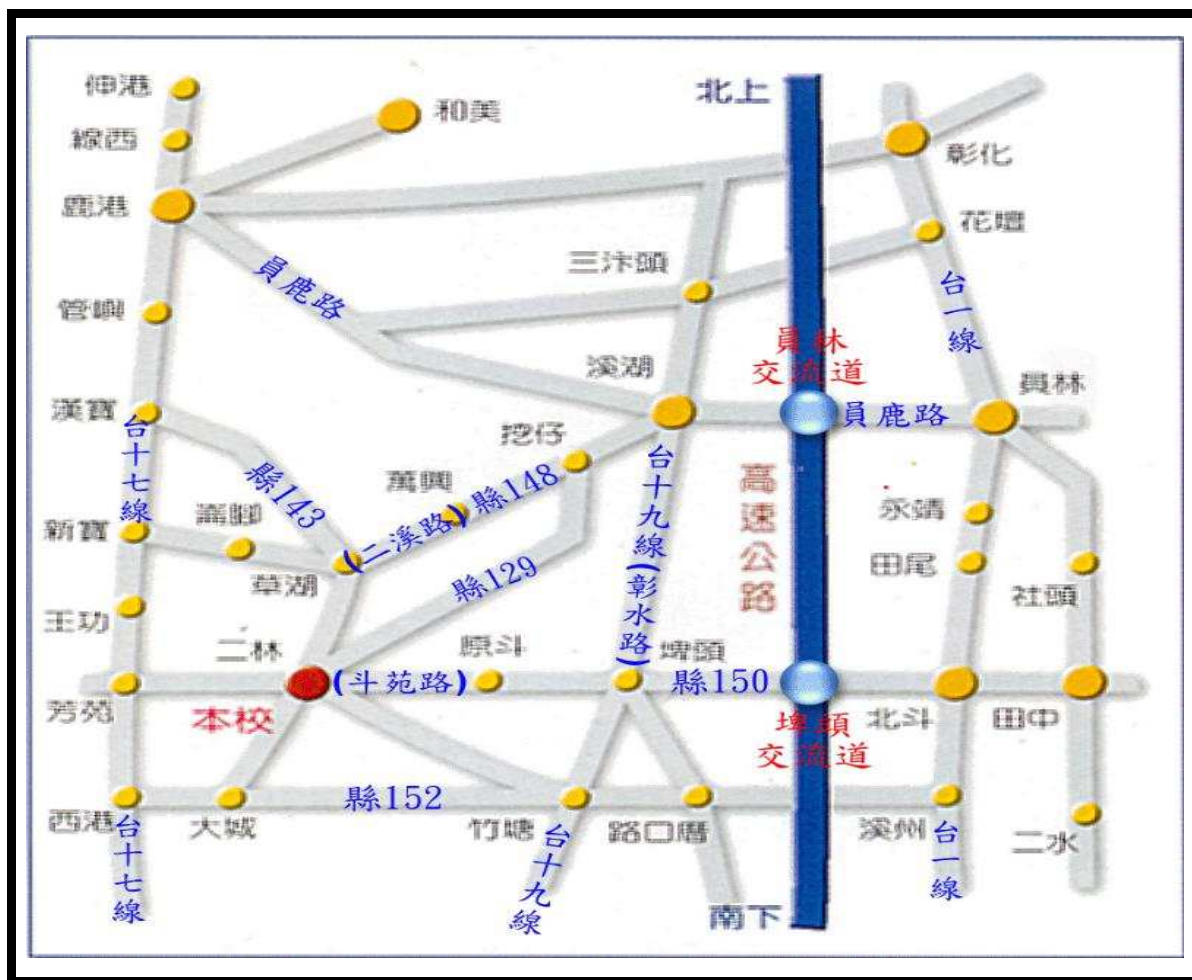 伸港
線西
鹿港
和美
北上
彰化
花壇
三汴頭
員鹿路
管嶼
溪湖
員林
交流道
員鹿路
台一線
員林
漢寶
台十七線
縣143
挖仔
萬興
縣148
(二溪路)
台十九線(彰水路)
高速公路
永靖
田尾
社頭
新寶
草湖
縣129
王功
二林
原斗
埤頭
芳苑
本校
(斗苑路)
縣150
埤頭
交流道
北斗
田中
西港
大城
縣152
竹塘
路口厝
溪州
二水
台十七線
台十九線
南下
台一線